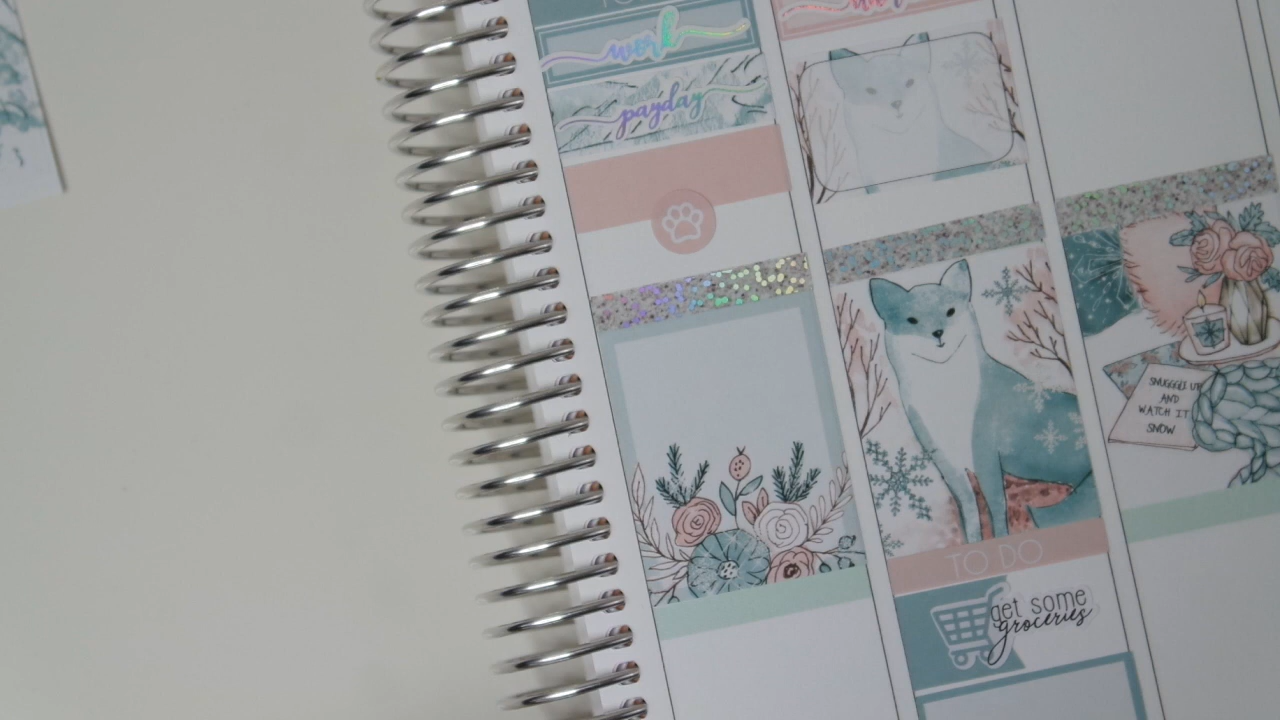 work
payday
SNUGGLE UP
AND
WATCH IT
SNOW
TO DO
get some
groceries